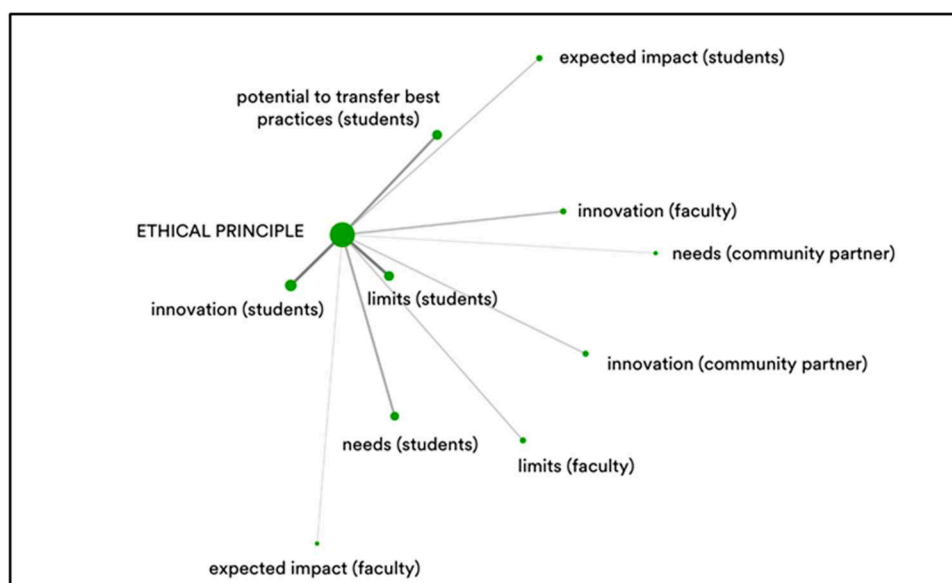 expected impact (students)
potential to transfer best
practices (students)
innovation (faculty)
ETHICAL PRINCIPLE
needs (community partner)
limits (students)
innovation (students)
innovation (community partner)
needs (students)
limits (faculty)
expected impact (faculty)